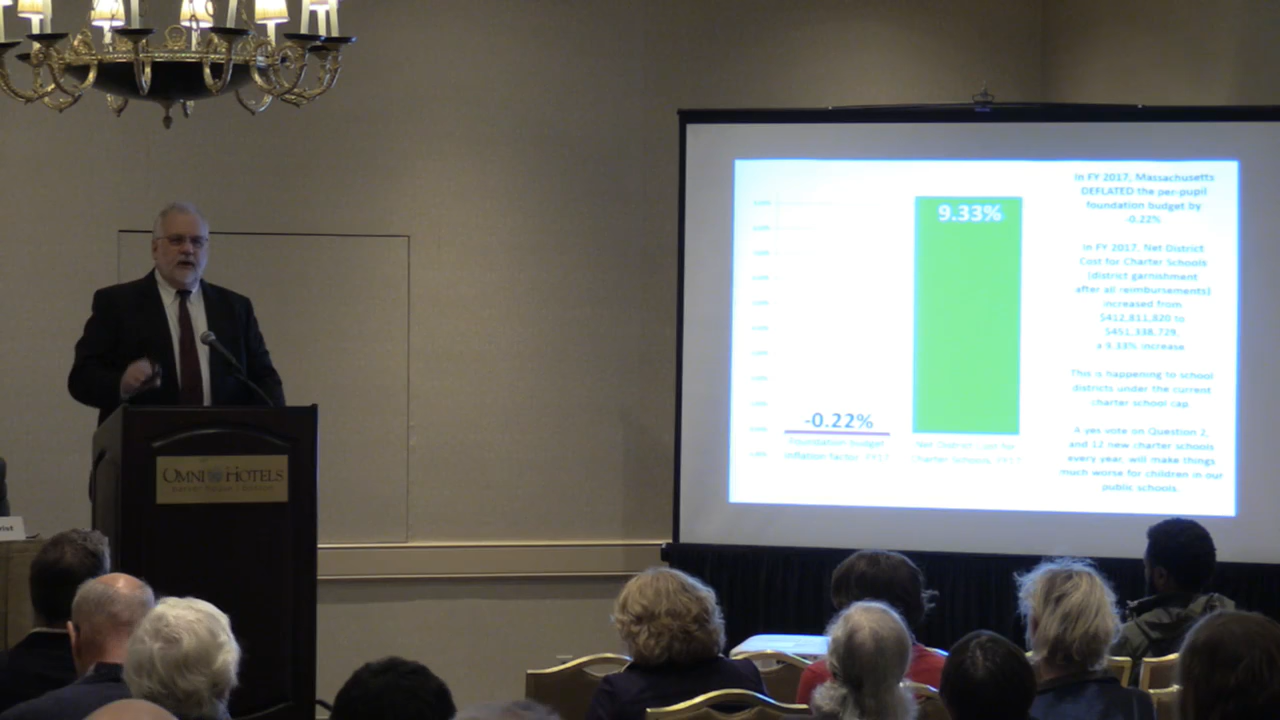 OMNI HOTELS
rist
9.33%
-0.22%
Foundation budget
inflation factor, FY17
Net District Cost for
Charter Schools, FY17
In FY 2017, Massachusetts
DEFLATED the per-pupil
foundation budget by
-0.22%
In FY 2017, Net District
Cost for Charter Schools
(district garnishment
after all reimbursements)
increased from
$412,811,820 to
$451,338,729,
a 9.33% increase
This is happening to school
districts under the current
charter school cap.
A yes vote on Question 2,
and 12 new charter schools
every year, will make things
much worse for children in our
public schools.